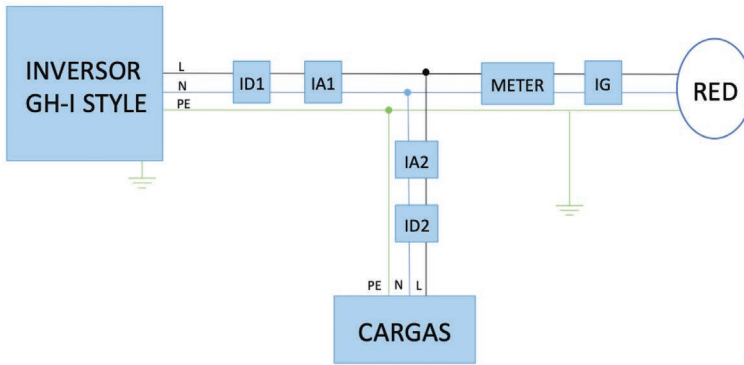 INVERSOR
GH-I STYLE
L
N
PE
ID1
IA1
METER
IG
RED
IA2
ID2
PE N L
CARGAS